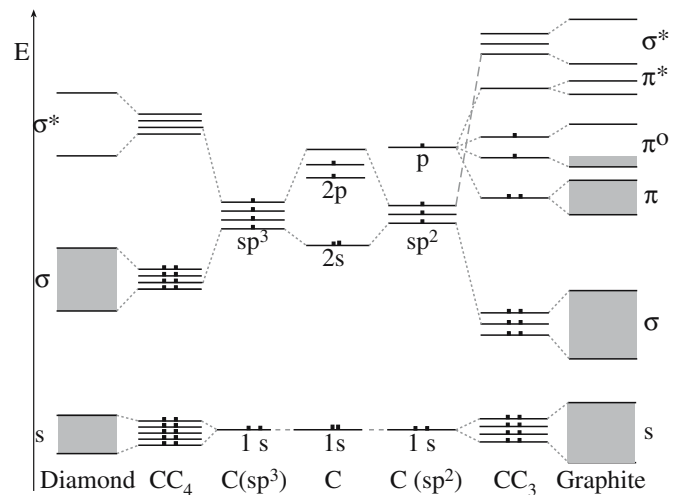 E
σ*
π*
σ*
p
π°
2p
π
sp³
2s
sp²
σ
σ
s
1 s
1s
1 s
s
Diamond CC₄ C(sp³) C C (sp²) CC₃ Graphite